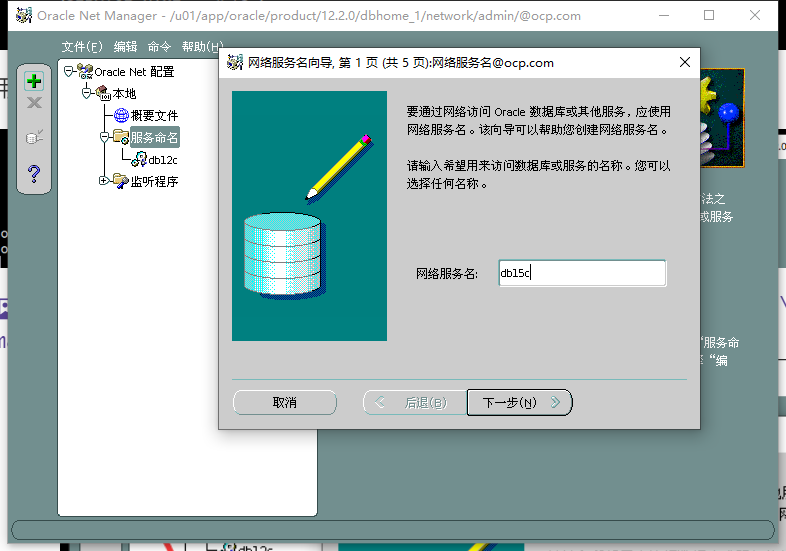 Oracle Net Manager - /u01/app/oracle/product/12.2.0/dbhome_1/network/admin/@ocp.com
文件(F) 编辑 命令 帮助(H)
Oracle Net 配置
本地
概要文件
服务命名
db12c
监听程序
网络服务名向导, 第 1 页 (共 5 页):网络服务名@ocp.com
要通过网络访问 Oracle 数据库或其他服务, 应使用
网络服务名。该向导可以帮助您创建网络服务名。
请输入希望用来访问数据库或服务的名称。您可以
选择任何名称。
网络服务名:
db15c
取消
后退(B)
下一步(N)
法之
或服务
"服务命
"编
db12c